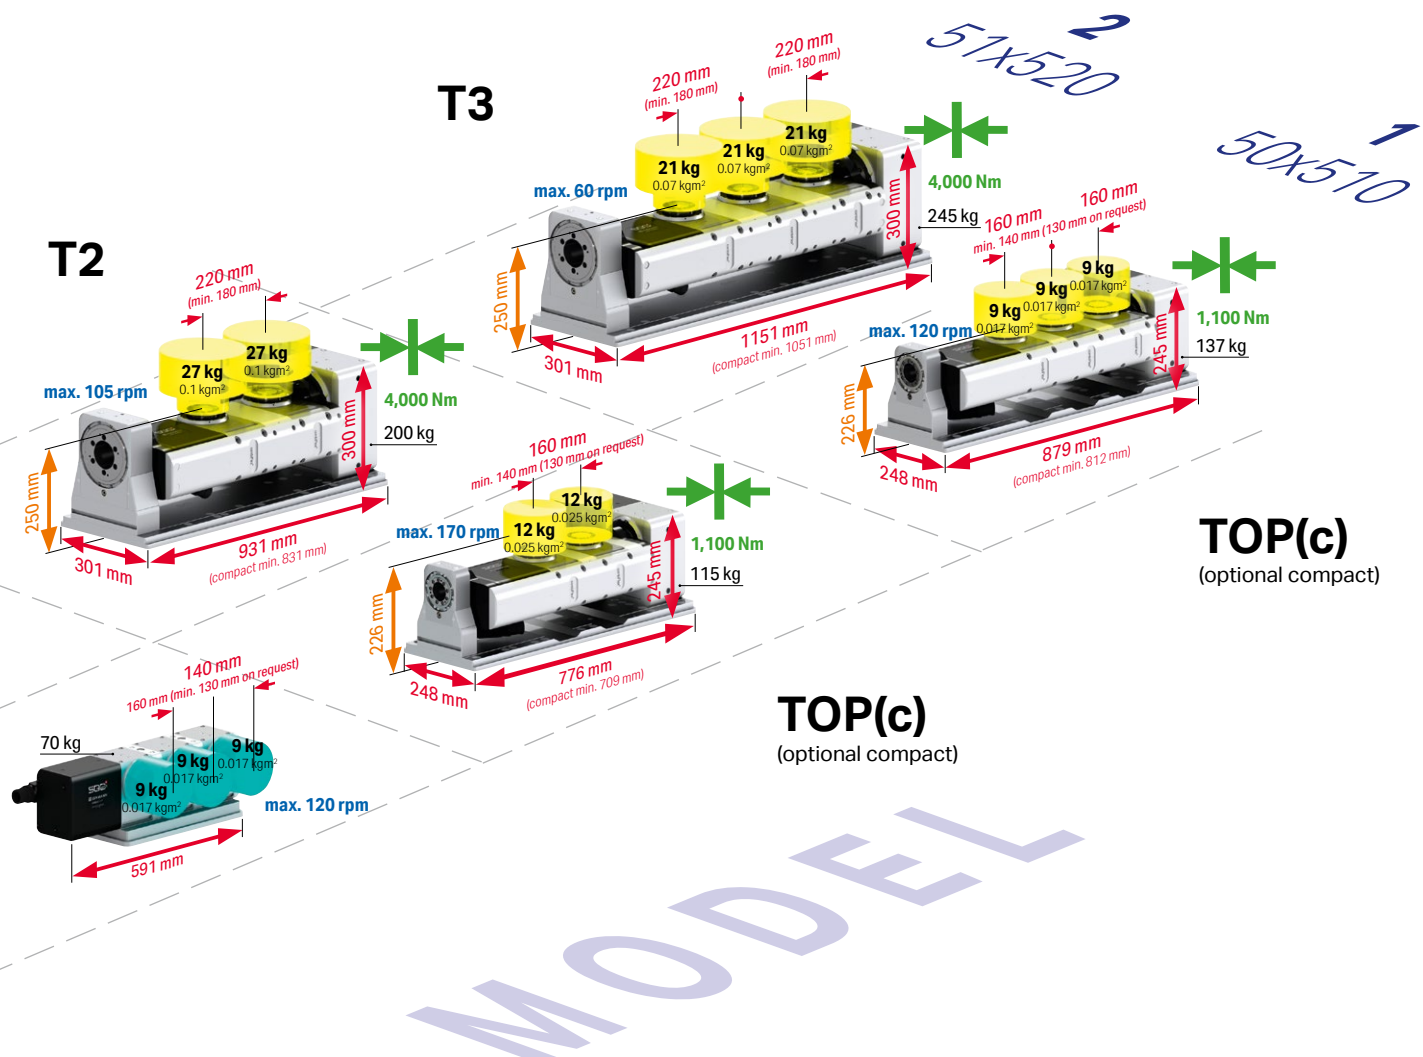 2
51x520
1
50x510
T3
220 mm
(min. 180 mm)
220 mm
(min. 180 mm)
21 kg
0.07 kgm²
21 kg
0.07 kgm²
21 kg
0.07 kgm²
max. 60 rpm
4,000 Nm
245 kg
300 mm
250 mm
301 mm
1151 mm
(compact min. 1051 mm)
T2
220 mm
(min. 180 mm)
27 kg
0.1 kgm²
27 kg
0.1 kgm²
max. 105 rpm
4,000 Nm
200 kg
300 mm
250 mm
301 mm
931 mm
(compact min. 831 mm)
160 mm
160 mm
min. 140 mm (130 mm on request)
9 kg
0.017 kgm²
9 kg
0.017 kgm²
9 kg
0.017 kgm²
max. 120 rpm
1,100 Nm
137 kg
245 mm
226 mm
248 mm
879 mm
(compact min. 812 mm)
TOP(c)
(optional compact)
160 mm
min. 140 mm (130 mm on request)
12 kg
0.025 kgm²
12 kg
0.025 kgm²
max. 170 rpm
1,100 Nm
115 kg
245 mm
226 mm
248 mm
776 mm
(compact min. 709 mm)
TOP(c)
(optional compact)
140 mm
160 mm (min. 130 mm on request)
70 kg
9 kg
0.017 kgm²
9 kg
0.017 kgm²
9 kg
0.017 kgm²
max. 120 rpm
591 mm
MODEL